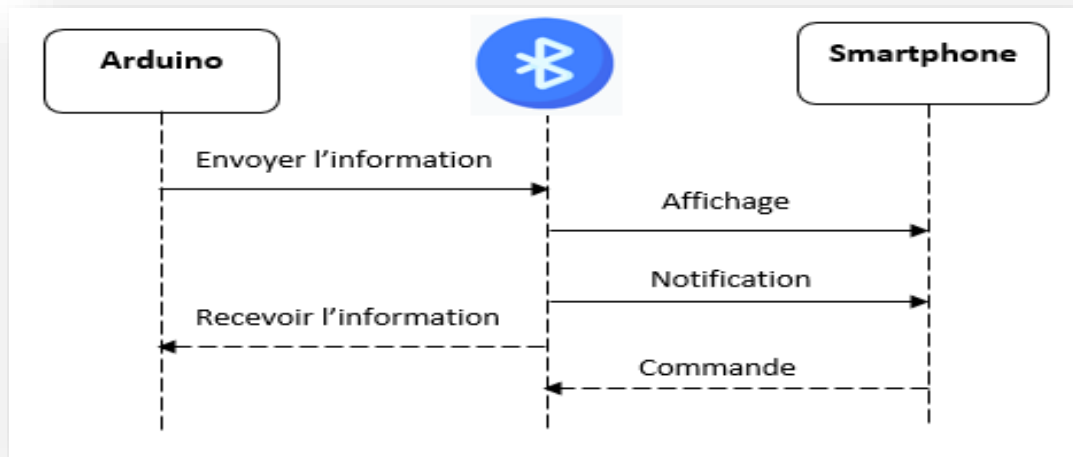 Arduino
Smartphone
Envoyer l’information
Affichage
Notification
Recevoir l’information
Commande